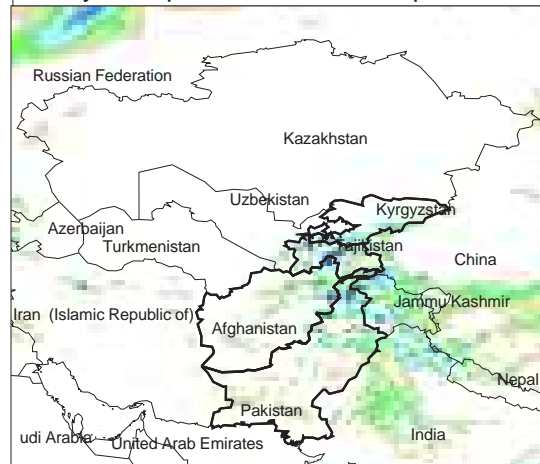 Russian Federation
Kazakhstan
Uzbekistan
Kyrgyzstan
Azerbaijan
Turkmenistan
Tajikistan
China
Jammu/Kashmir
Iran (Islamic Republic of)
Afghanistan
Nepal
Pakistan
udi Arabia
United Arab Emirates
India